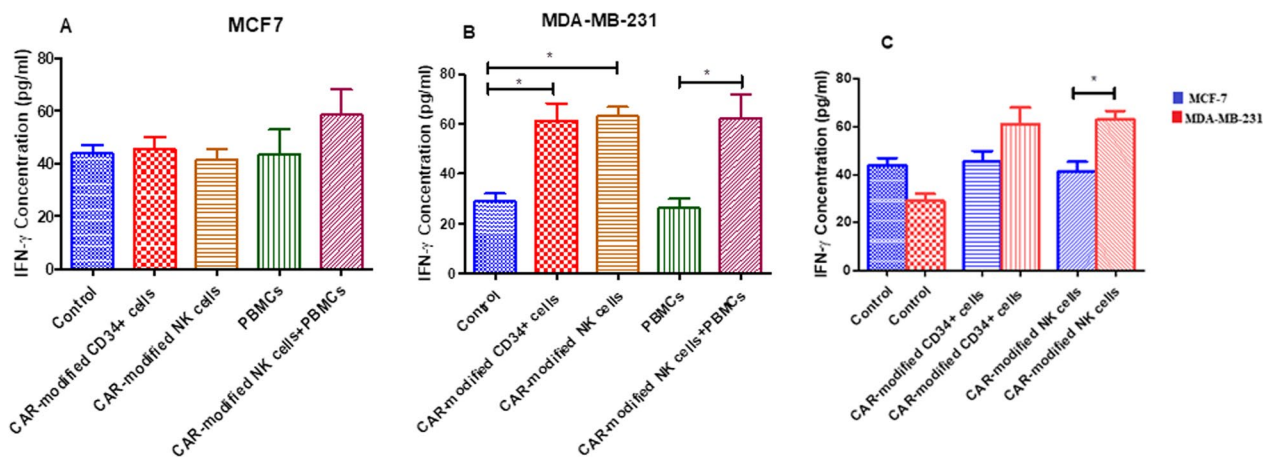 A
MCF7
IFN-γ Concentration (pg/ml)
80
60
40
20
0
Control
CAR-modified CD34+ cells
CAR-modified NK cells
PBMCs
CAR-modified NK cells+PBMCs
B
MDA-MB-231
IFN-γ Concentration (pg/ml)
80
60
40
20
0
*
*
*
Control
CAR-modified CD34+ cells
CAR-modified NK cells
PBMCs
CAR-modified NK cells+PBMCs
C
IFN-γ Concentration (pg/ml)
80
60
40
20
0
*
Control
Control
CAR-modified CD34+ cells
CAR-modified CD34+ cells
CAR-modified NK cells
CAR-modified NK cells
MCF-7
MDA-MB-231